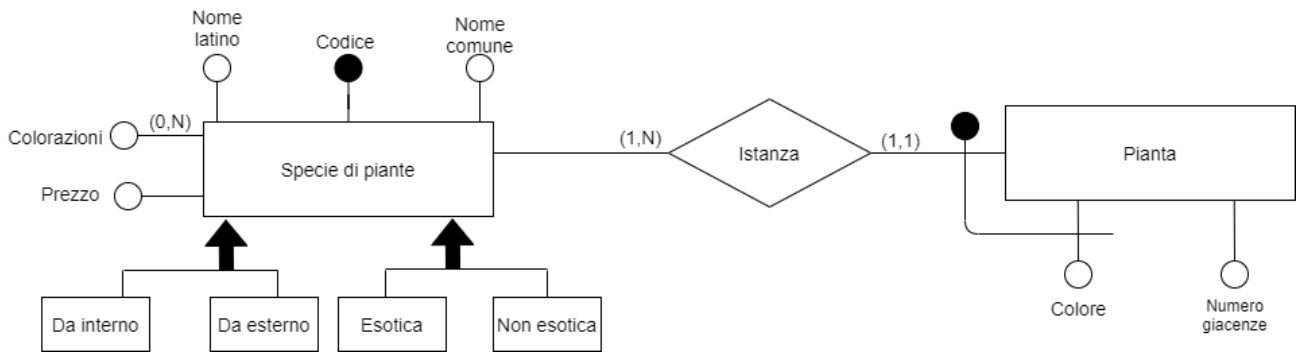 Nome
latino
Codice
Nome
comune
Colorazioni
(0,N)
Prezzo
Specie di piante
(1,N)
Istanza
(1,1)
Pianta
Da interno
Da esterno
Esotica
Non esotica
Colore
Numero
giacenze